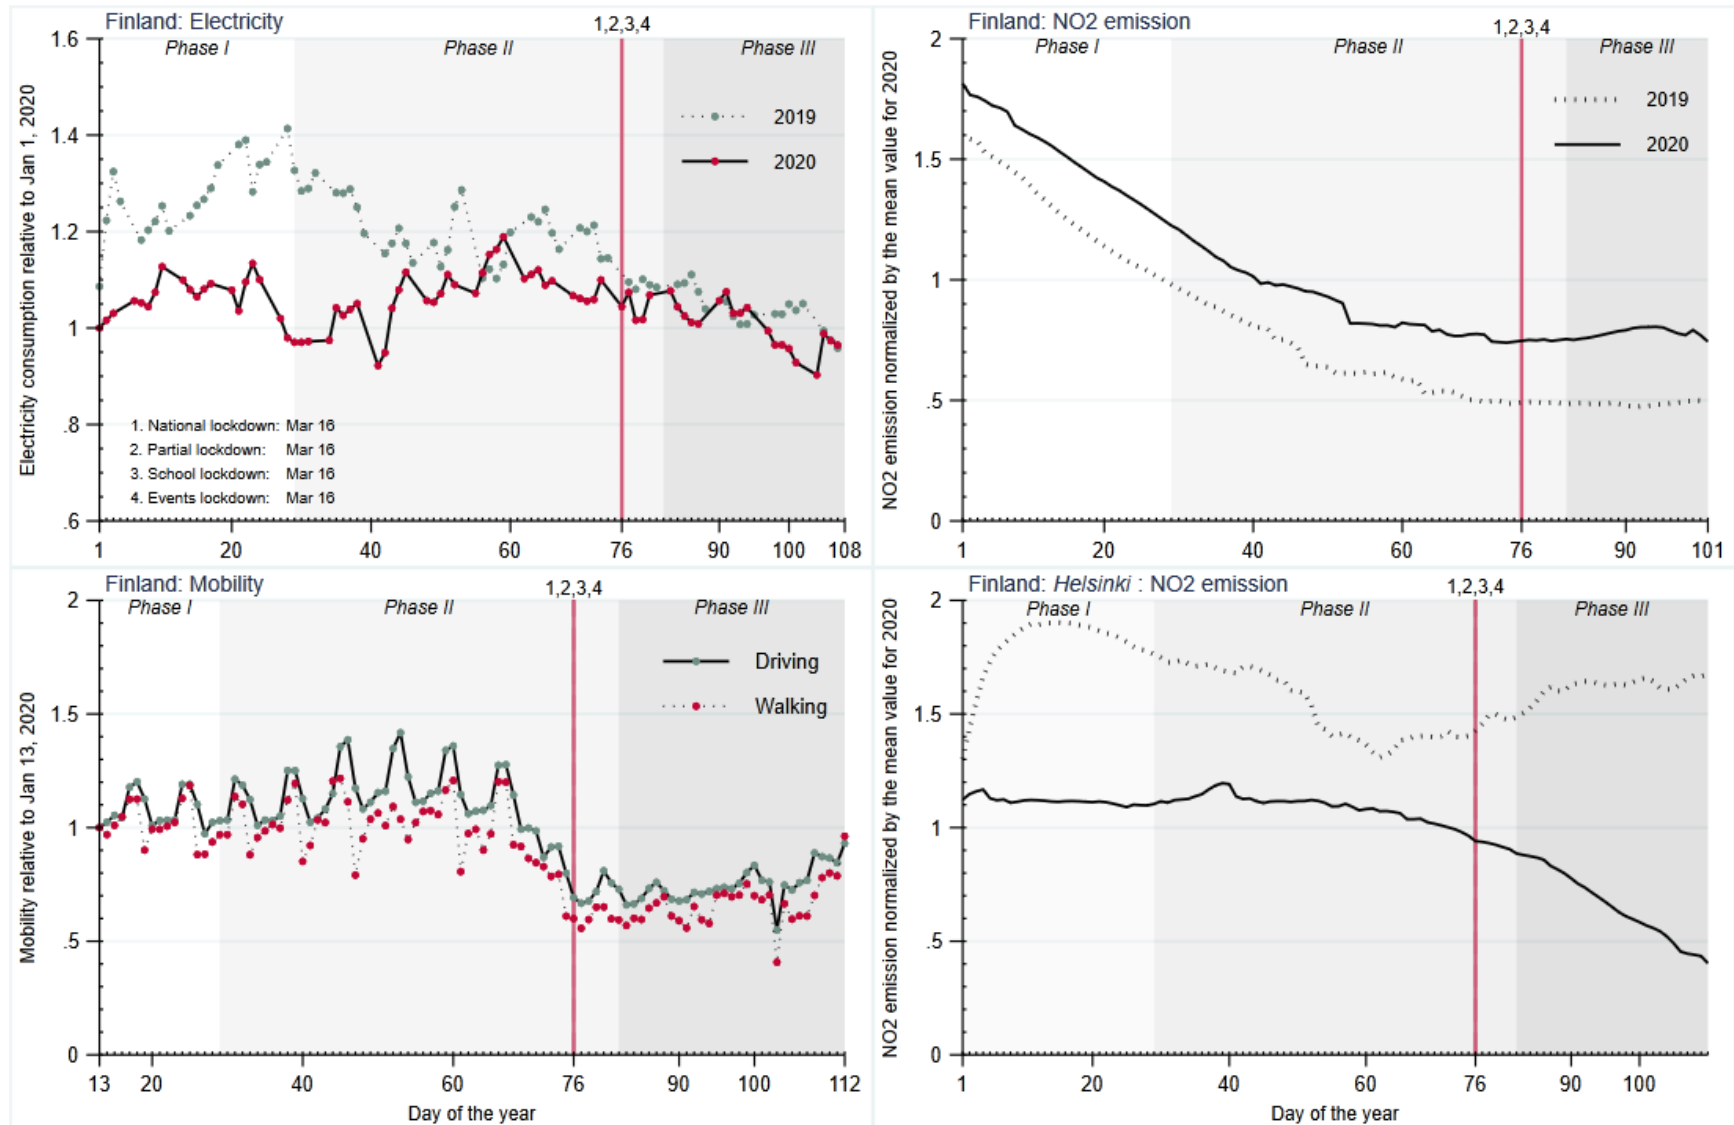 Finland: Electricity
1,2,3,4
Phase I
Phase II
Phase III
2019
2020
Electricity consumption relative to Jan 1, 2020
1.6
1.4
1.2
1
.8
.6
1. National lockdown: Mar 16
2. Partial lockdown: Mar 16
3. School lockdown: Mar 16
4. Events lockdown: Mar 16
1 20 40 60 76 90 100 108
Finland: NO2 emission
1,2,3,4
Phase I
Phase II
Phase III
2019
2020
NO2 emission normalized by the mean value for 2020
2
1.5
1
.5
0
1 20 40 60 76 90 101
Finland: Mobility
1,2,3,4
Phase I
Phase II
Phase III
Driving
Walking
Mobility relative to Jan 13, 2020
2
1.5
1
.5
0
13 20 40 60 76 90 112
Day of the year
Finland: Helsinki : NO2 emission
1,2,3,4
Phase I
Phase II
Phase III
NO2 emission normalized by the mean value for 2020
2
1.5
1
.5
0
1 20 40 60 76 90 100
Day of the year